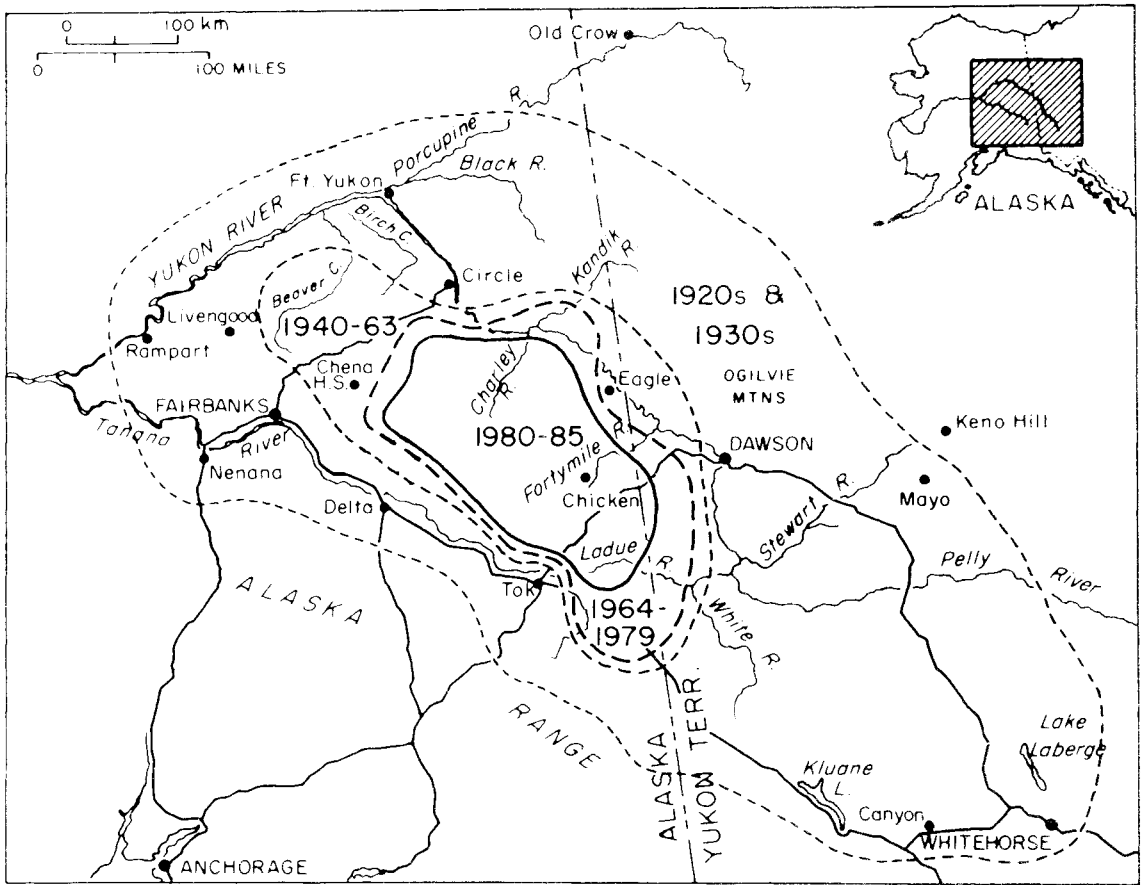 0 100 km
0 100 MILES
Old Crow
ALASKA
Porcupine R.
Black R.
Ft. Yukon
YUKON RIVER
Birch C.
Beaver C.
Circle
Kandik R.
1920s &
1930s
Livengood
1940-63
Rampart
Chena
H.S.
Charley
R.
Eagle
OGILVIE
MTNS
FAIRBANKS
Keno Hill
Tanana
River
1980-85
Fortymile R.
DAWSON
Nenana
Chicken
Mayo
Delta
Stewart R.
Ladue R.
Pelly River
Tok
ALASKA
RANGE
1964-
1979
White R.
ALASKA
YUKON TERR.
Lake
Laberge
Kluane
L.
Canyon
WHITEHORSE
ANCHORAGE